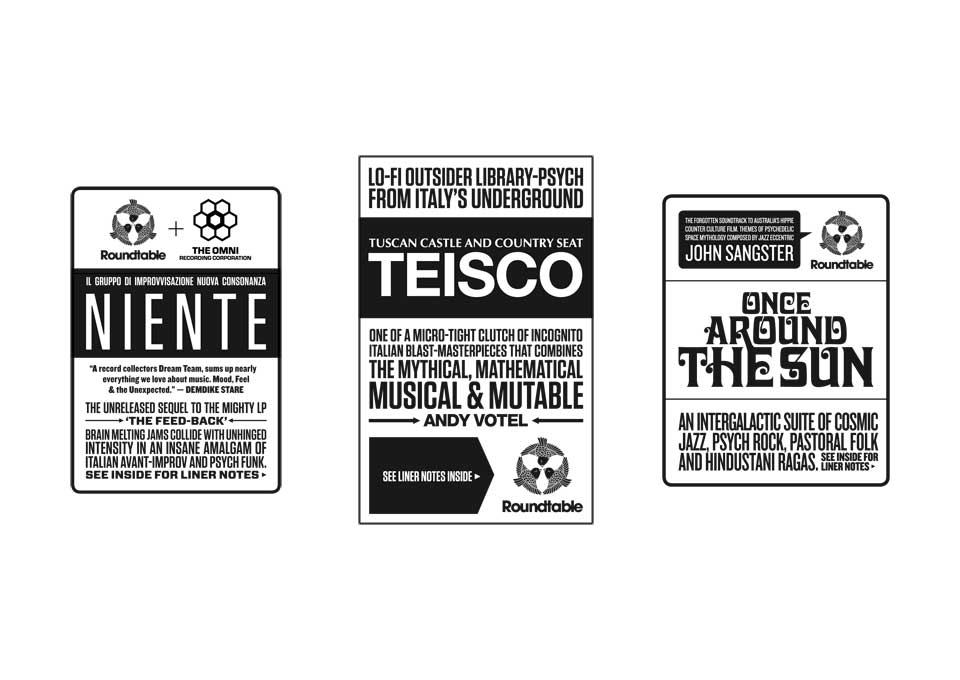 Roundtable
+
THE OMNI
RECORDING CORPORATION
IL GRUPPO DI IMPROVVISAZIONE NUOVA CONSONANZA
NIENTE
“A record collectors Dream Team, sums up nearly
everything we love about music. Mood, Feel
& the Unexpected.” — DEMDIKE STARE
THE UNRELEASED SEQUEL TO THE MIGHTY LP
‘THE FEED-BACK’
BRAIN MELTING JAMS COLLIDE WITH UNHINGED
INTENSITY IN AN INSANE AMALGAM OF
ITALIAN AVANT-IMPROV AND PSYCH FUNK.
SEE INSIDE FOR LINER NOTES
LO-FI OUTSIDER LIBRARY-PSYCH
FROM ITALY’S UNDERGROUND
TUSCAN CASTLE AND COUNTRY SEAT
TEISCO
ONE OF A MICRO-TIGHT CLUTCH OF INCOGNITO
ITALIAN BLAST-MASTERPIECES THAT COMBINES
THE MYTHICAL, MATHEMATICAL
MUSICAL & MUTABLE
ANDY VOTEL
SEE LINER NOTES INSIDE
Roundtable
THE FORGOTTEN SOUNDTRACK TO AUSTRALIA’S HIPPIE
COUNTER CULTURE FILM. THEMES OF PSYCHEDELIC
SPACE MYTHOLOGY COMPOSED BY JAZZ ECCENTRIC
JOHN SANGSTER
Roundtable
ONCE
AROUND
THE SUN
AN INTERGALACTIC SUITE OF COSMIC
JAZZ, PSYCH ROCK, PASTORAL FOLK
AND HINDUSTANI RAGAS. SEE INSIDE FOR
LINER NOTES